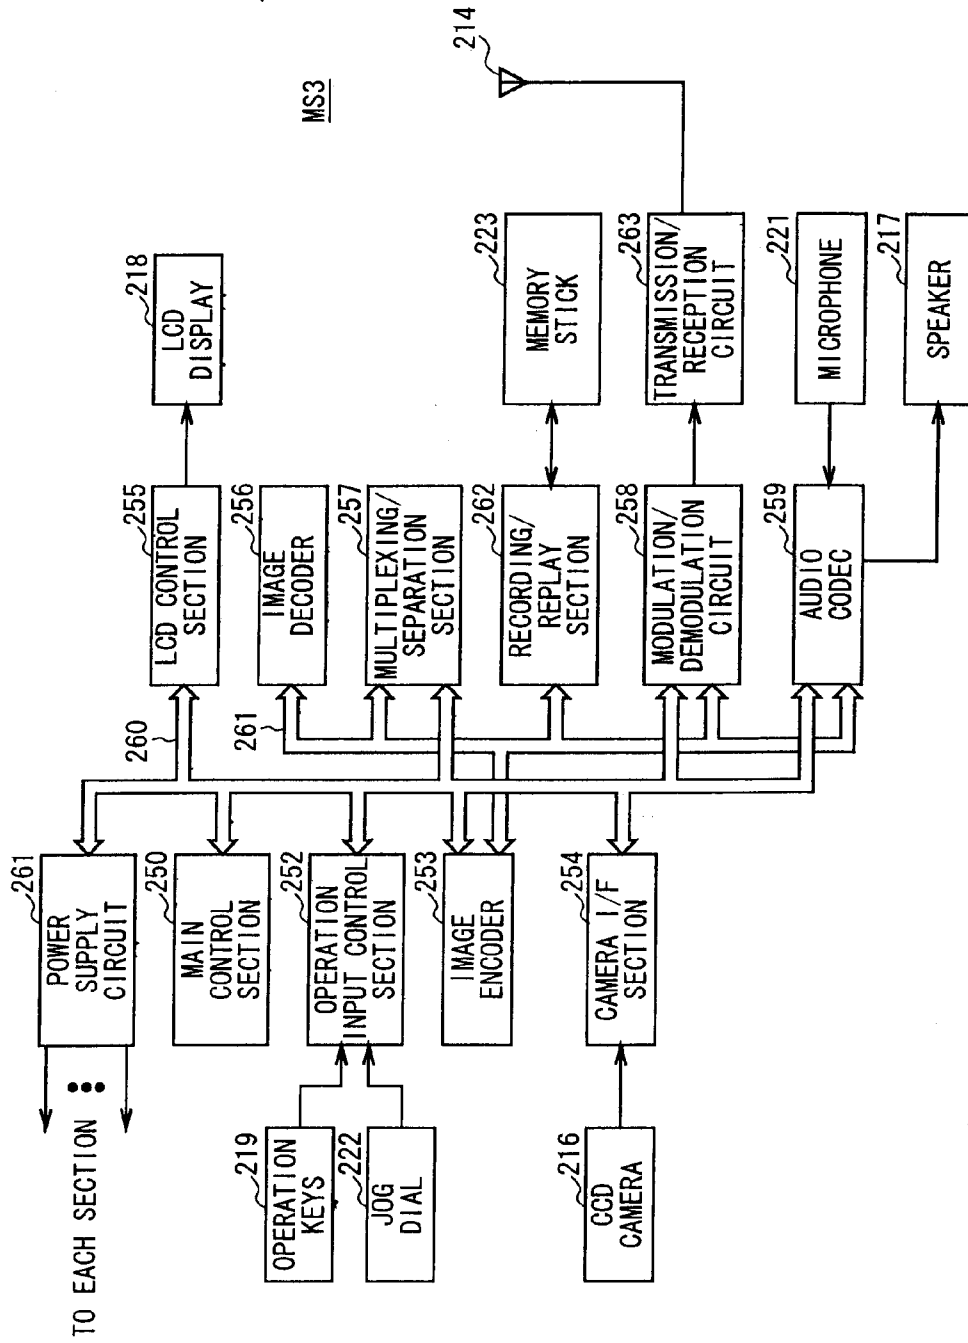 MS3
TO EACH SECTION
261
POWER
SUPPLY
CIRCUIT
250
MAIN
CONTROL
SECTION
219
OPERATION
KEYS
222
JOG
DIAL
252
OPERATION
INPUT CONTROL
SECTION
253
IMAGE
ENCODER
216
CCD
CAMERA
254
CAMERA I/F
SECTION
260
261
255
LCD CONTROL
SECTION
218
LCD
DISPLAY
256
IMAGE
DECODER
257
MULTIPLEXING/
SEPARATION
SECTION
262
RECORDING/
REPLAY
SECTION
223
MEMORY
STICK
258
MODULATION/
DEMODULATION
CIRCUIT
263
TRANSMISSION/
RECEPTION
CIRCUIT
214
259
AUDIO
CODEC
221
MICROPHONE
217
SPEAKER